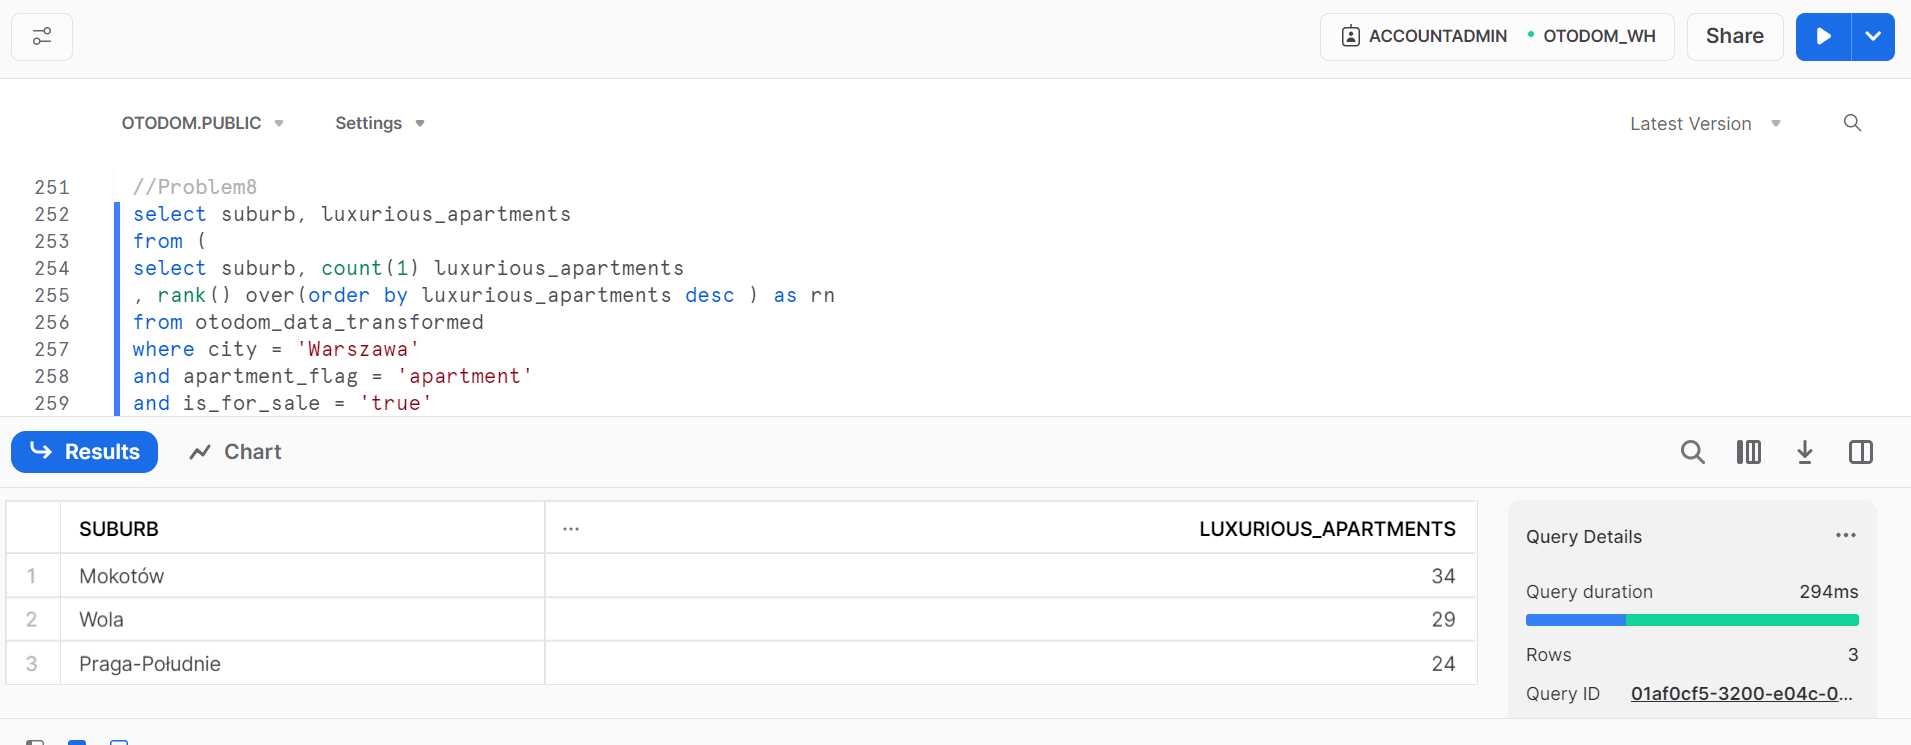 ACCOUNTADMIN • OTODOM_WH Share
OTODOM.PUBLIC Settings Latest Version
251 //Problem8
252 select suburb, luxurious_apartments
253 from (
254 select suburb, count(1) luxurious_apartments
255 , rank() over(order by luxurious_apartments desc ) as rn
256 from otodom_data_transformed
257 where city = 'Warszawa'
258 and apartment_flag = 'apartment'
259 and is_for_sale = 'true'
Results Chart
SUBURB ... LUXURIOUS_APARTMENTS
1 Mokotów 34
2 Wola 29
3 Praga-Południe 24
Query Details ...
Query duration 294ms
Rows 3
Query ID 01af0cf5-3200-e04c-0...